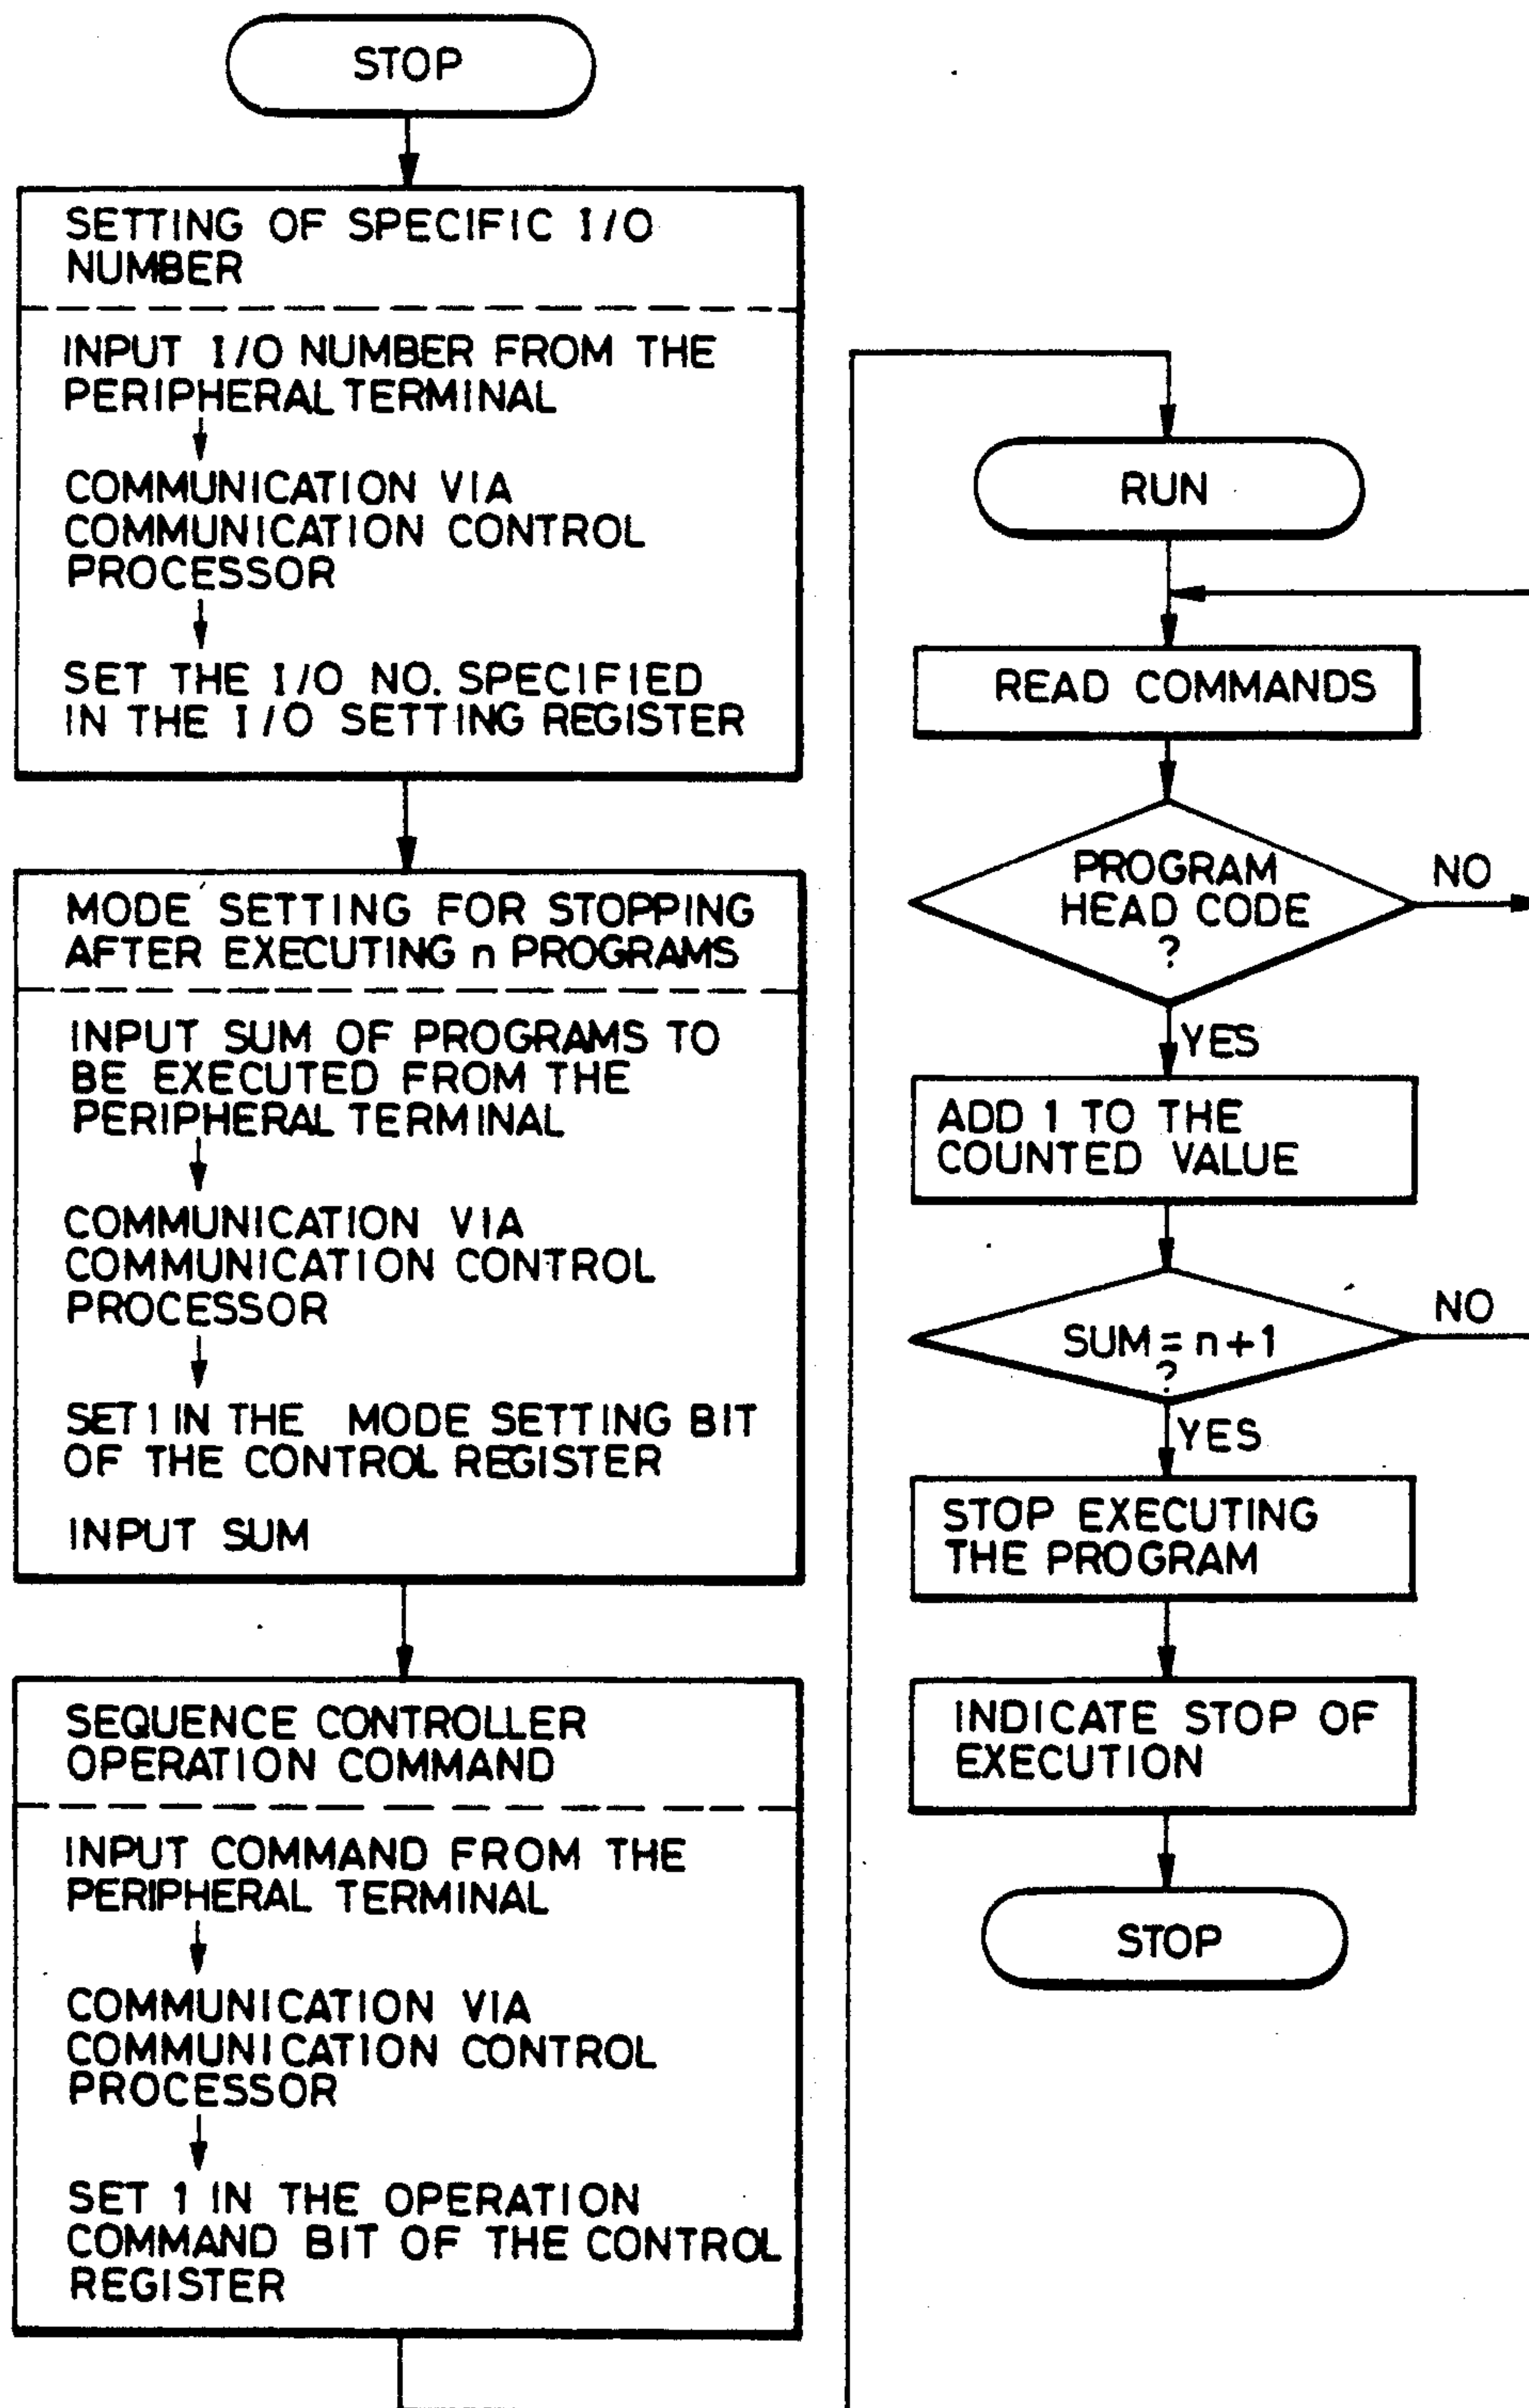 STOP
SETTING OF SPECIFIC I/O
NUMBER
INPUT I/O NUMBER FROM THE
PERIPHERAL TERMINAL
COMMUNICATION VIA
COMMUNICATION CONTROL
PROCESSOR
SET THE I/O NO. SPECIFIED
IN THE I/O SETTING REGISTER
MODE SETTING FOR STOPPING
AFTER EXECUTING n PROGRAMS
INPUT SUM OF PROGRAMS TO
BE EXECUTED FROM THE
PERIPHERAL TERMINAL
COMMUNICATION VIA
COMMUNICATION CONTROL
PROCESSOR
SET 1 IN THE MODE SETTING BIT
OF THE CONTROL REGISTER
INPUT SUM
SEQUENCE CONTROLLER
OPERATION COMMAND
INPUT COMMAND FROM THE
PERIPHERAL TERMINAL
COMMUNICATION VIA
COMMUNICATION CONTROL
PROCESSOR
SET 1 IN THE OPERATION
COMMAND BIT OF THE CONTROL
REGISTER
RUN
READ COMMANDS
PROGRAM
HEAD CODE
?
NO
YES
ADD 1 TO THE
COUNTED VALUE
SUM = n+1
?
NO
YES
STOP EXECUTING
THE PROGRAM
INDICATE STOP OF
EXECUTION
STOP